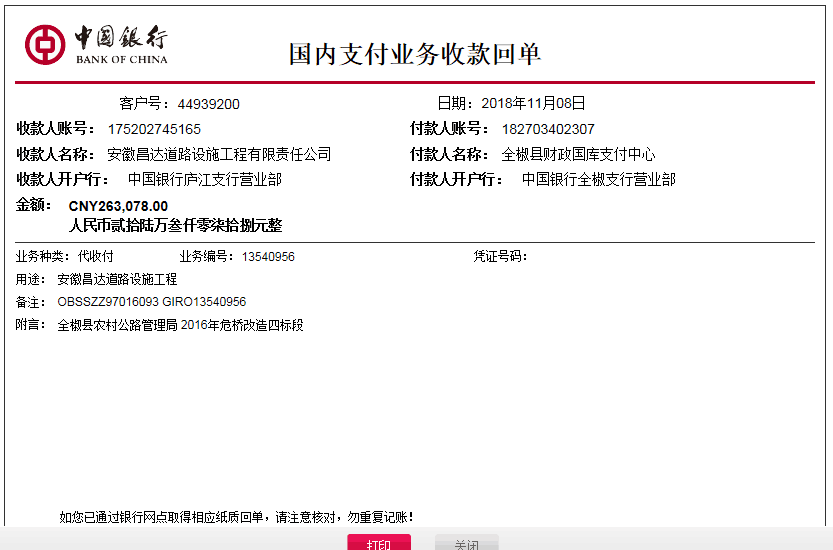 中国银行
BANK OF CHINA
国内支付业务收款回单
客户号：44939200 日期：2018年11月08日
收款人账号：175202745165 付款人账号：182703402307
收款人名称：安徽昌达道路设施工程有限责任公司 付款人名称：全椒县财政国库支付中心
收款人开户行：中国银行庐江支行营业部 付款人开户行：中国银行全椒支行营业部
金额：CNY263,078.00
人民币贰拾陆万叁仟零柒拾捌元整
业务种类：代收付 业务编号：13540956 凭证号码：
用途：安徽昌达道路设施工程
备注：OBSSZZ97016093 GIRO13540956
附言：全椒县农村公路管理局 2016年危桥改造四标段
如您已通过银行网点取得相应纸质回单，请注意核对，勿重复记账！
打印 关闭